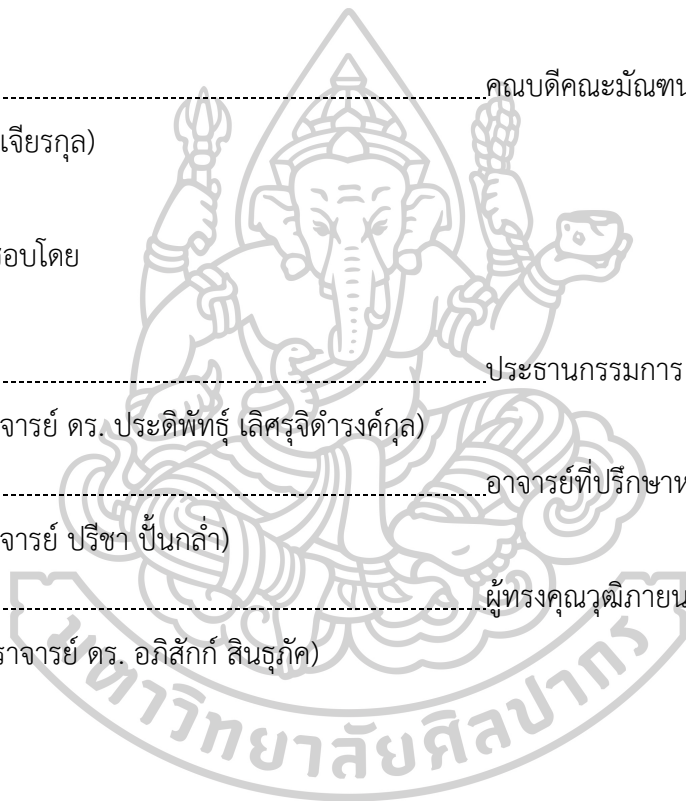 คณบดีคณะมัณฑน
เจียรกุล)
อบโดย
ประธานกรรมการ
จารย์ ดร. ประดิพัทธุ์ เลิศรุจิดำรงค์กุล)
อาจารย์ที่ปรึกษาห
จารย์ ปรีชา ปั้นกล่ำ)
ผู้ทรงคุณวุฒิภายน
ราจารย์ ดร. อภิสักก์ สินธุภัค)
มหาวิทยาลัยศิลปากร